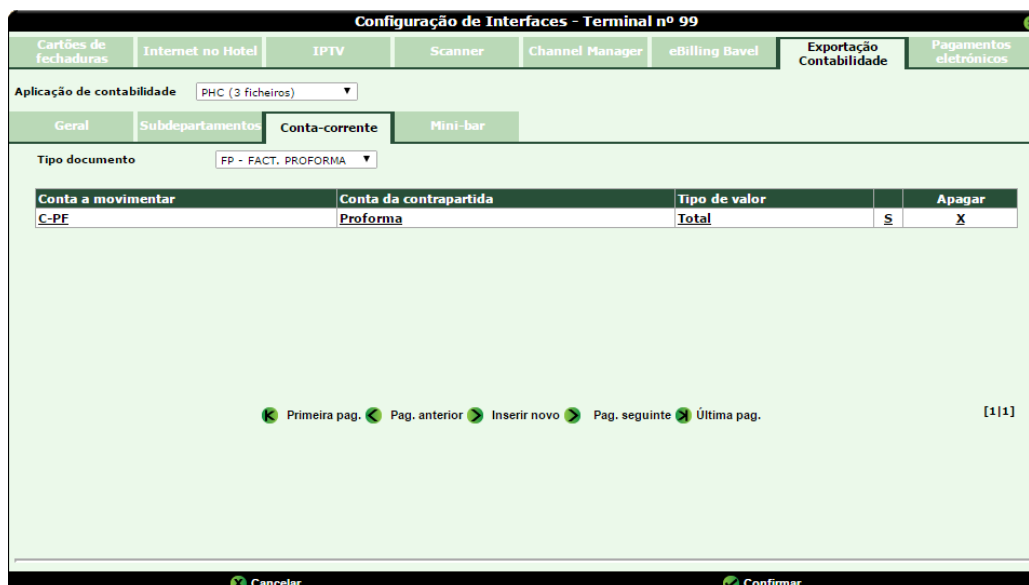 Configuração de Interfaces - Terminal nº 99
Cartões de fechaduras Internet no Hotel IPTV Scanner Channel Manager eBilling Bavel Exportação Contabilidade Pagamentos eletrónicos
Aplicação de contabilidade PHC (3 ficheiros)
Geral Subdepartamentos Conta-corrente Mini-bar
Tipo documento FP - FACT. PROFORMA
Conta a movimentar Conta da contrapartida Tipo de valor Apagar
C-PF Proforma Total S X
Primeira pag. Pag. anterior Inserir novo Pag. seguinte Última pag. [1|1]
Cancelar Confirmar